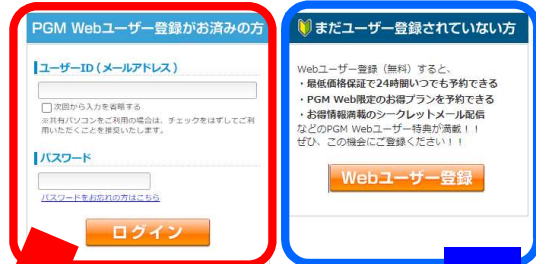 PGM Webユーザー登録がお済みの方
ユーザーID（メールアドレス）
次回から入力を省略する
※共有パソコンをご利用の場合は、チェックをはずしてご利
用いただくことを推奨いたします。
パスワード
パスワードをお忘れの方はこちら
ログイン
まだユーザー登録されていない方
Webユーザー登録（無料）すると、
・最低価格保証で24時間いつでも予約できる
・PGM Web限定のお得プランを予約できる
・お得情報満載のシークレットメール配信
などのPGM Webユーザー特典が満載！！
ぜひ、この機会にご登録ください！！
Webユーザー登録